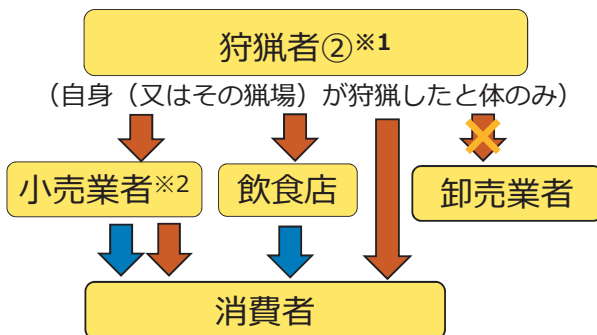 狩猟者②※1
(自身(又はその猟場)が狩猟したと体のみ)
小売業者※2
飲食店
卸売業者
消費者